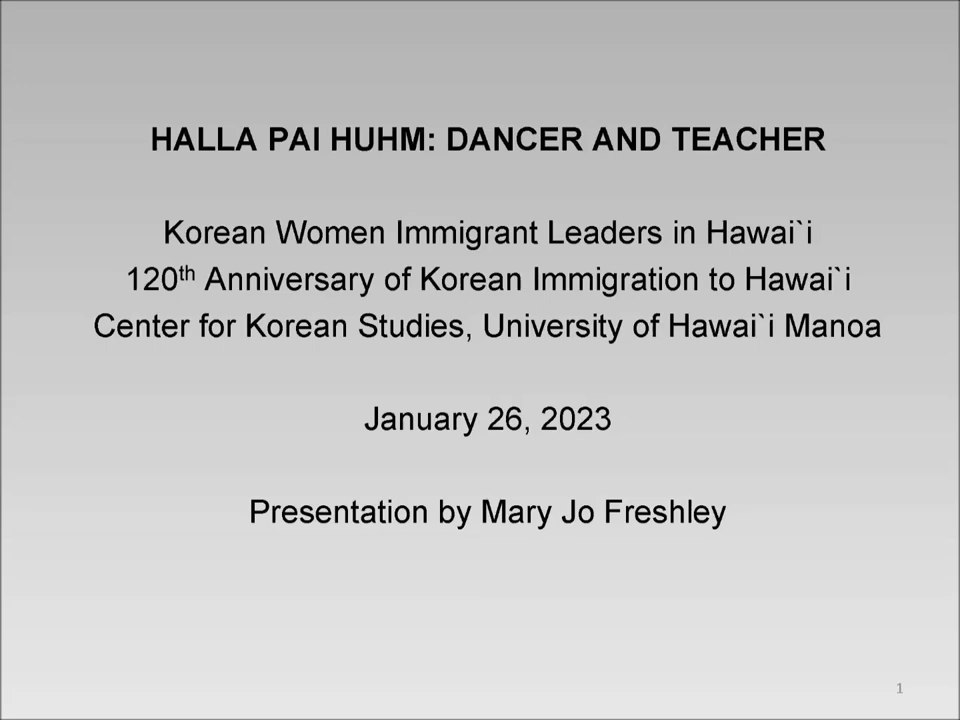 HALLA PAI HUHM: DANCER AND TEACHER
Korean Women Immigrant Leaders in Hawai`i
120th Anniversary of Korean Immigration to Hawai`i
Center for Korean Studies, University of Hawai`i Manoa
January 26, 2023
Presentation by Mary Jo Freshley
1